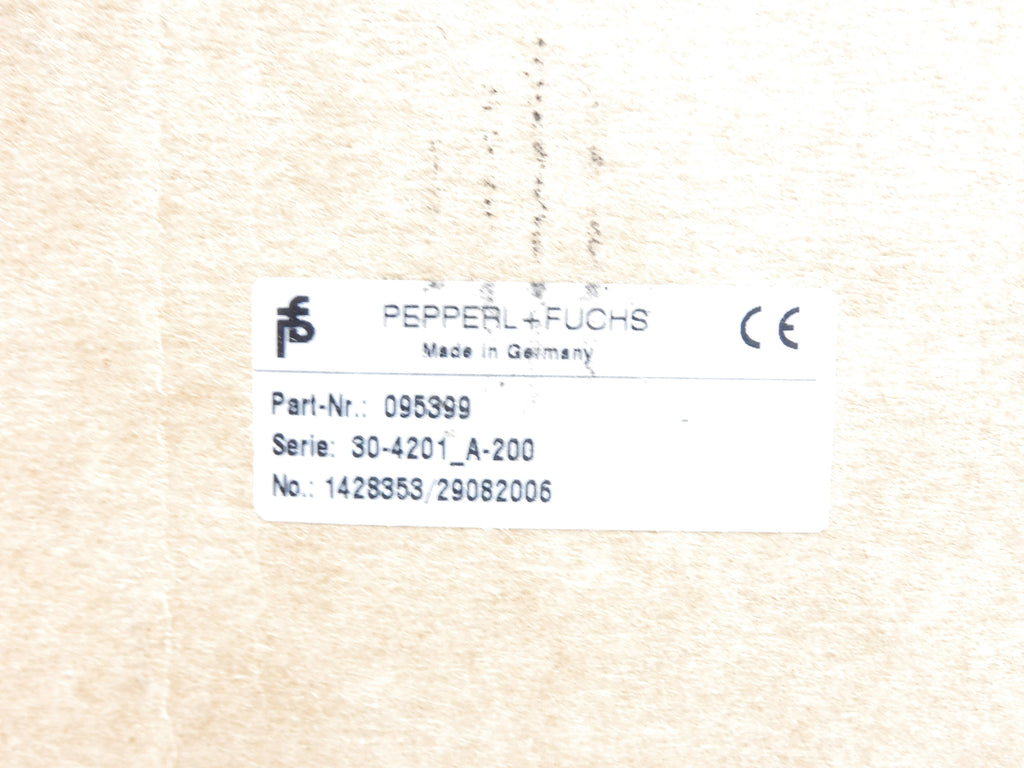 PEPPERL+FUCHS
Made in Germany
CE
Part-Nr.: 095399
Serie: 30-4201_A-200
No.: 1428353/29082006